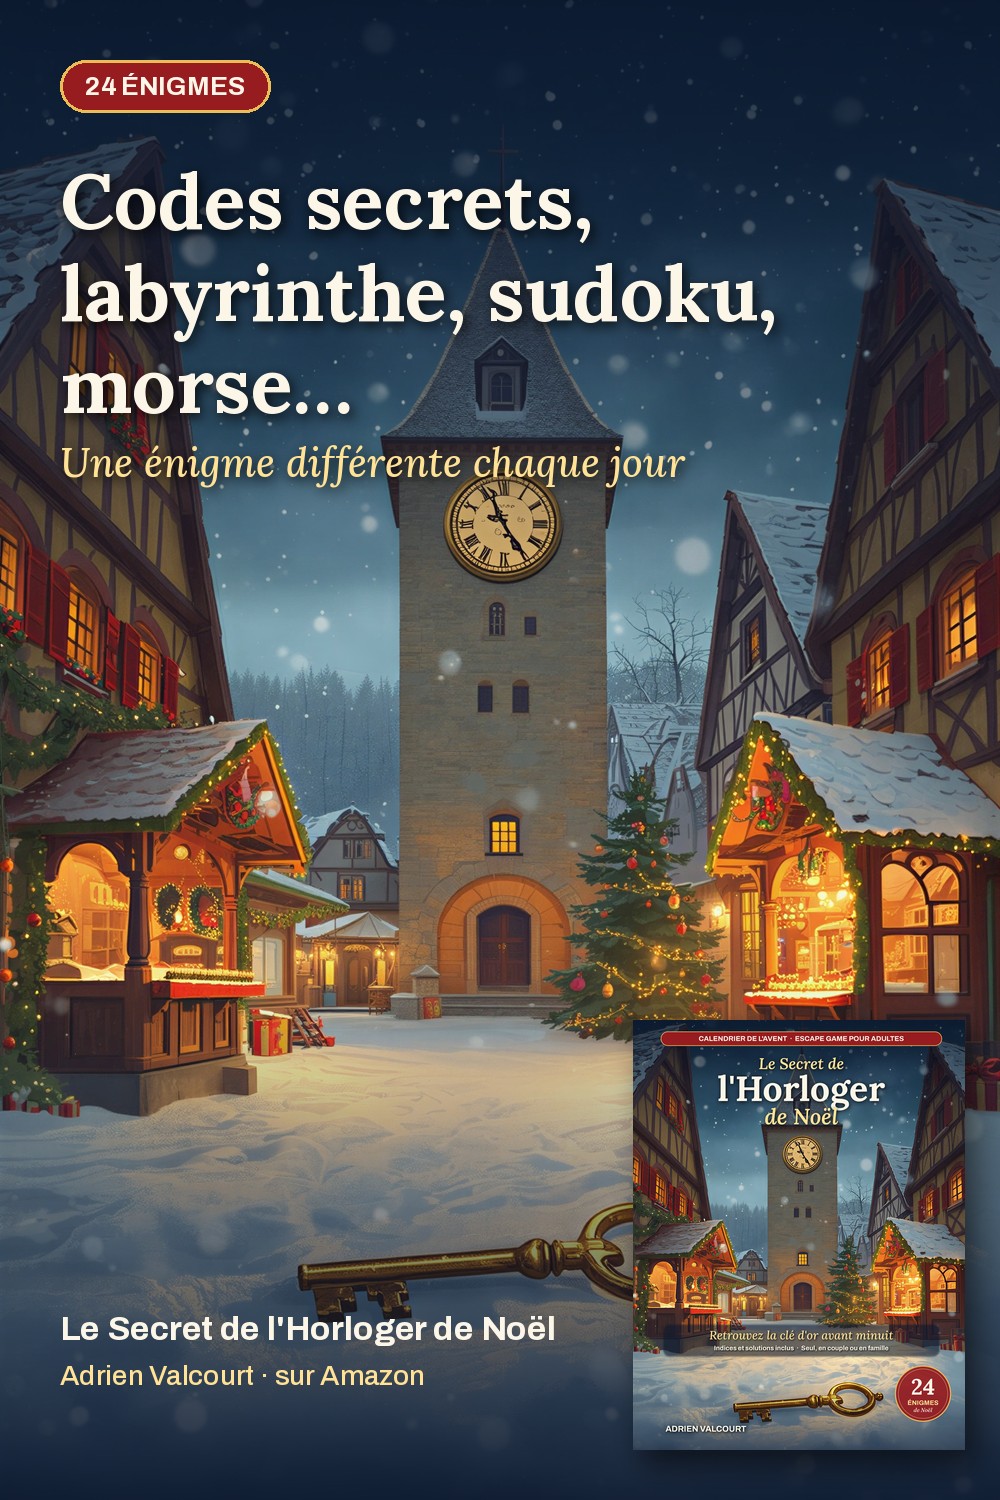 24 ÉNIGMES
Codes secrets,
labyrinthe, sudoku,
morse...
Une énigme différente chaque jour
Le Secret de l'Horloger de Noël
Adrien Valcourt · sur Amazon
CALENDRIER DE L'AVENT · ESCAPE GAME POUR ADULTES
Le Secret de
l'Horloger
de Noël
Retrouvez la clé d'or avant minuit
Indices et solutions inclus · Seul, en couple ou en famille
24
ÉNIGMES
de Noël
ADRIEN VALCOURT